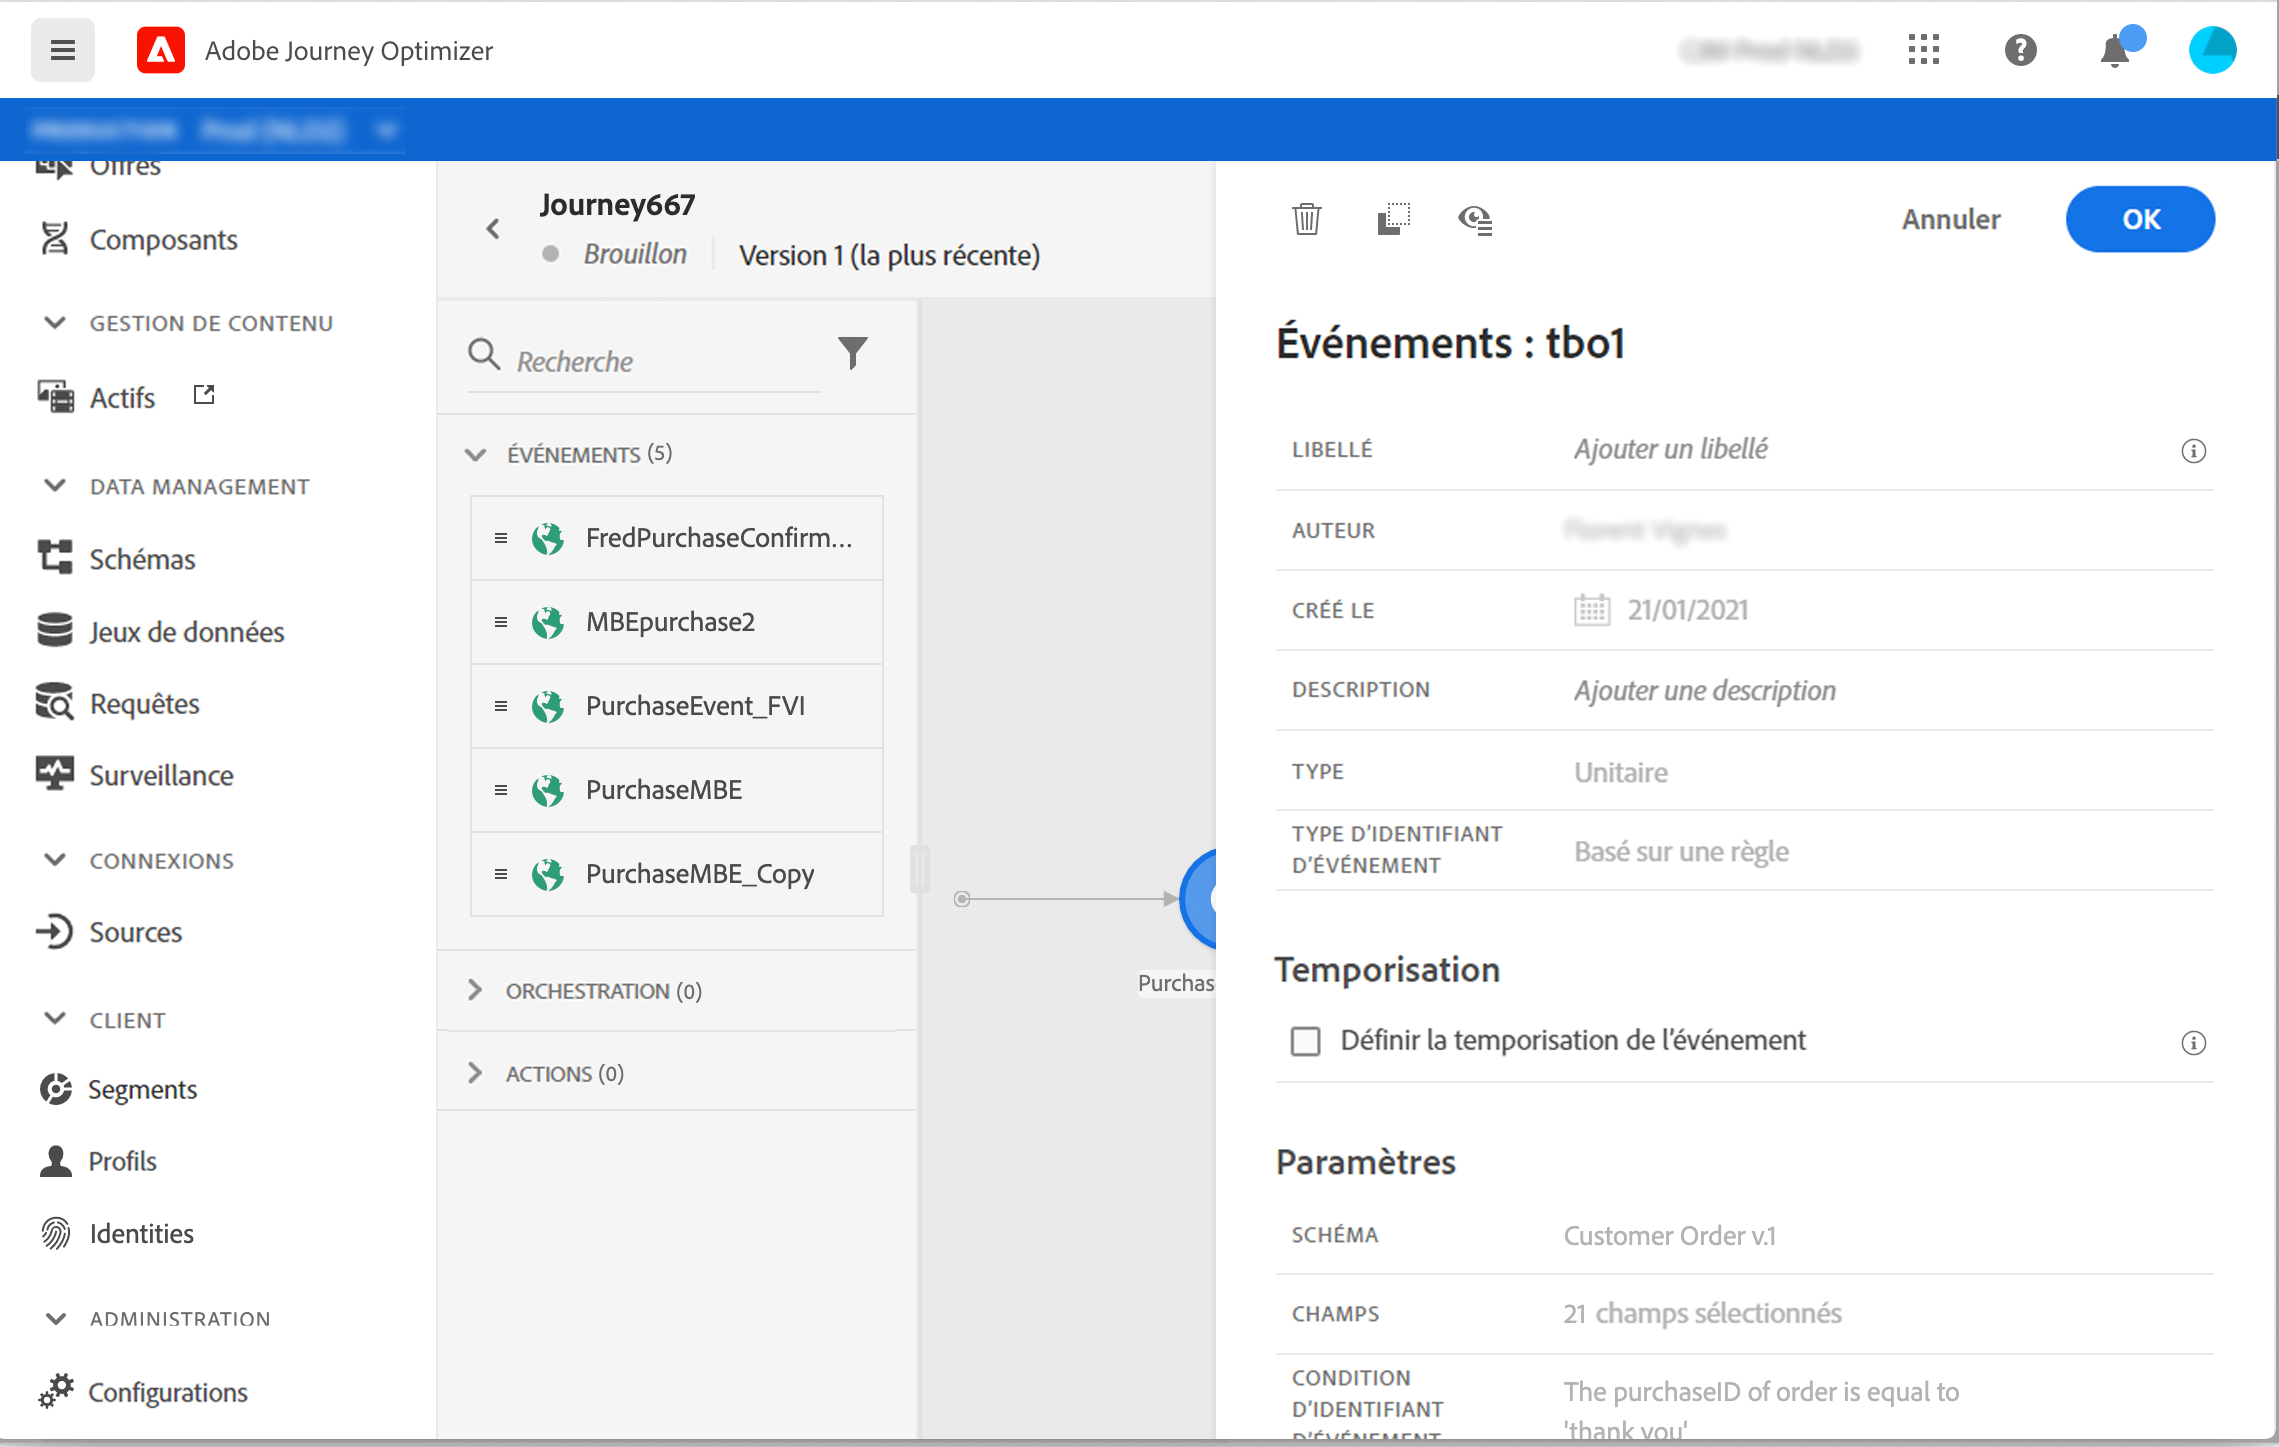 Adobe Journey Optimizer
Offres
Composants
GESTION DE CONTENU
Actifs
DATA MANAGEMENT
Schémas
Jeux de données
Requêtes
Surveillance
CONNEXIONS
Sources
CLIENT
Segments
Profils
Identities
ADMINISTRATION
Configurations
Journey667
Brouillon
Version 1 (la plus récente)
Recherche
ÉVÉNEMENTS (5)
FredPurchaseConfirm...
MBEpurchase2
PurchaseEvent_FVI
PurchaseMBE
PurchaseMBE_Copy
ORCHESTRATION (0)
ACTIONS (0)
Purchas
Annuler
OK
Événements : tbo1
LIBELLÉ
Ajouter un libellé
AUTEUR
CRÉÉ LE
21/01/2021
DESCRIPTION
Ajouter une description
TYPE
Unitaire
TYPE D'IDENTIFIANT
D'ÉVÉNEMENT
Basé sur une règle
Temporisation
Définir la temporisation de l'événement
Paramètres
SCHÉMA
Customer Order v.1
CHAMPS
21 champs sélectionnés
CONDITION
D'IDENTIFIANT
D'ÉVÉNEMENT
The purchaseID of order is equal to
'thank you'